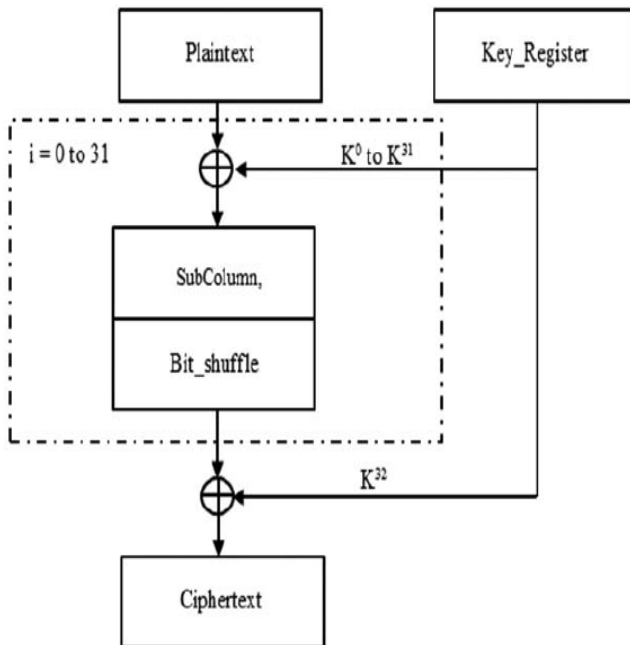 Plaintext
Key_Register
i = 0 to 31
K⁰ to K³¹
SubColumn,
Bit_shuffle
K³²
Ciphertext